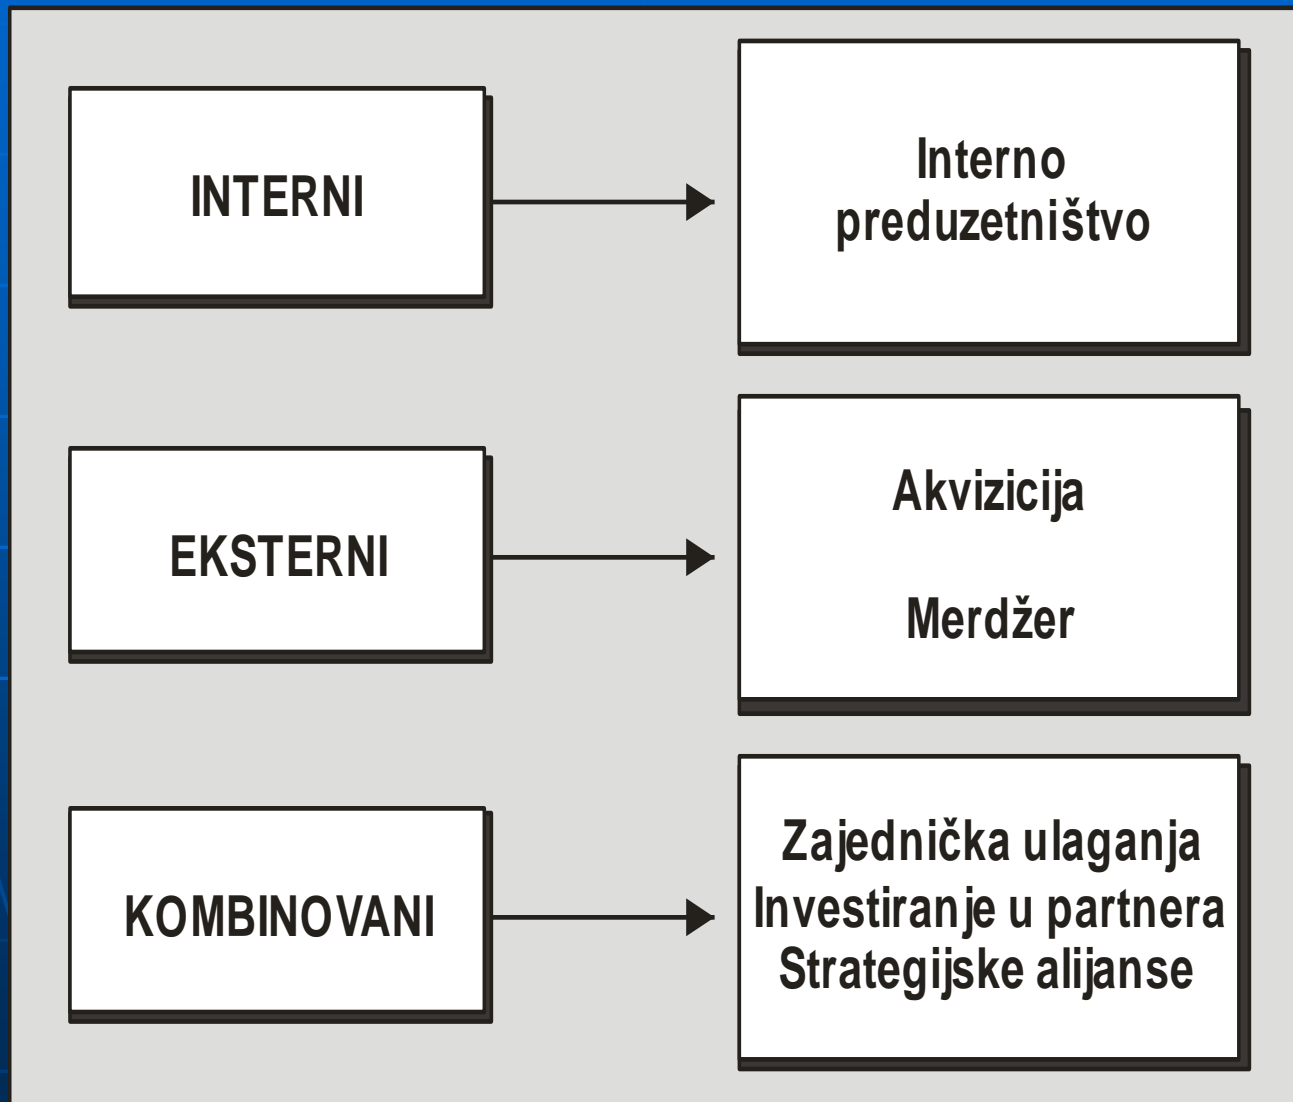 INTERNI
Interno
preduzetništvo
EKSTERNI
Akvizicija
Merdžer
KOMBINOVANI
Zajednička ulaganja
Investiranje u partnera
Strategijske alijanse